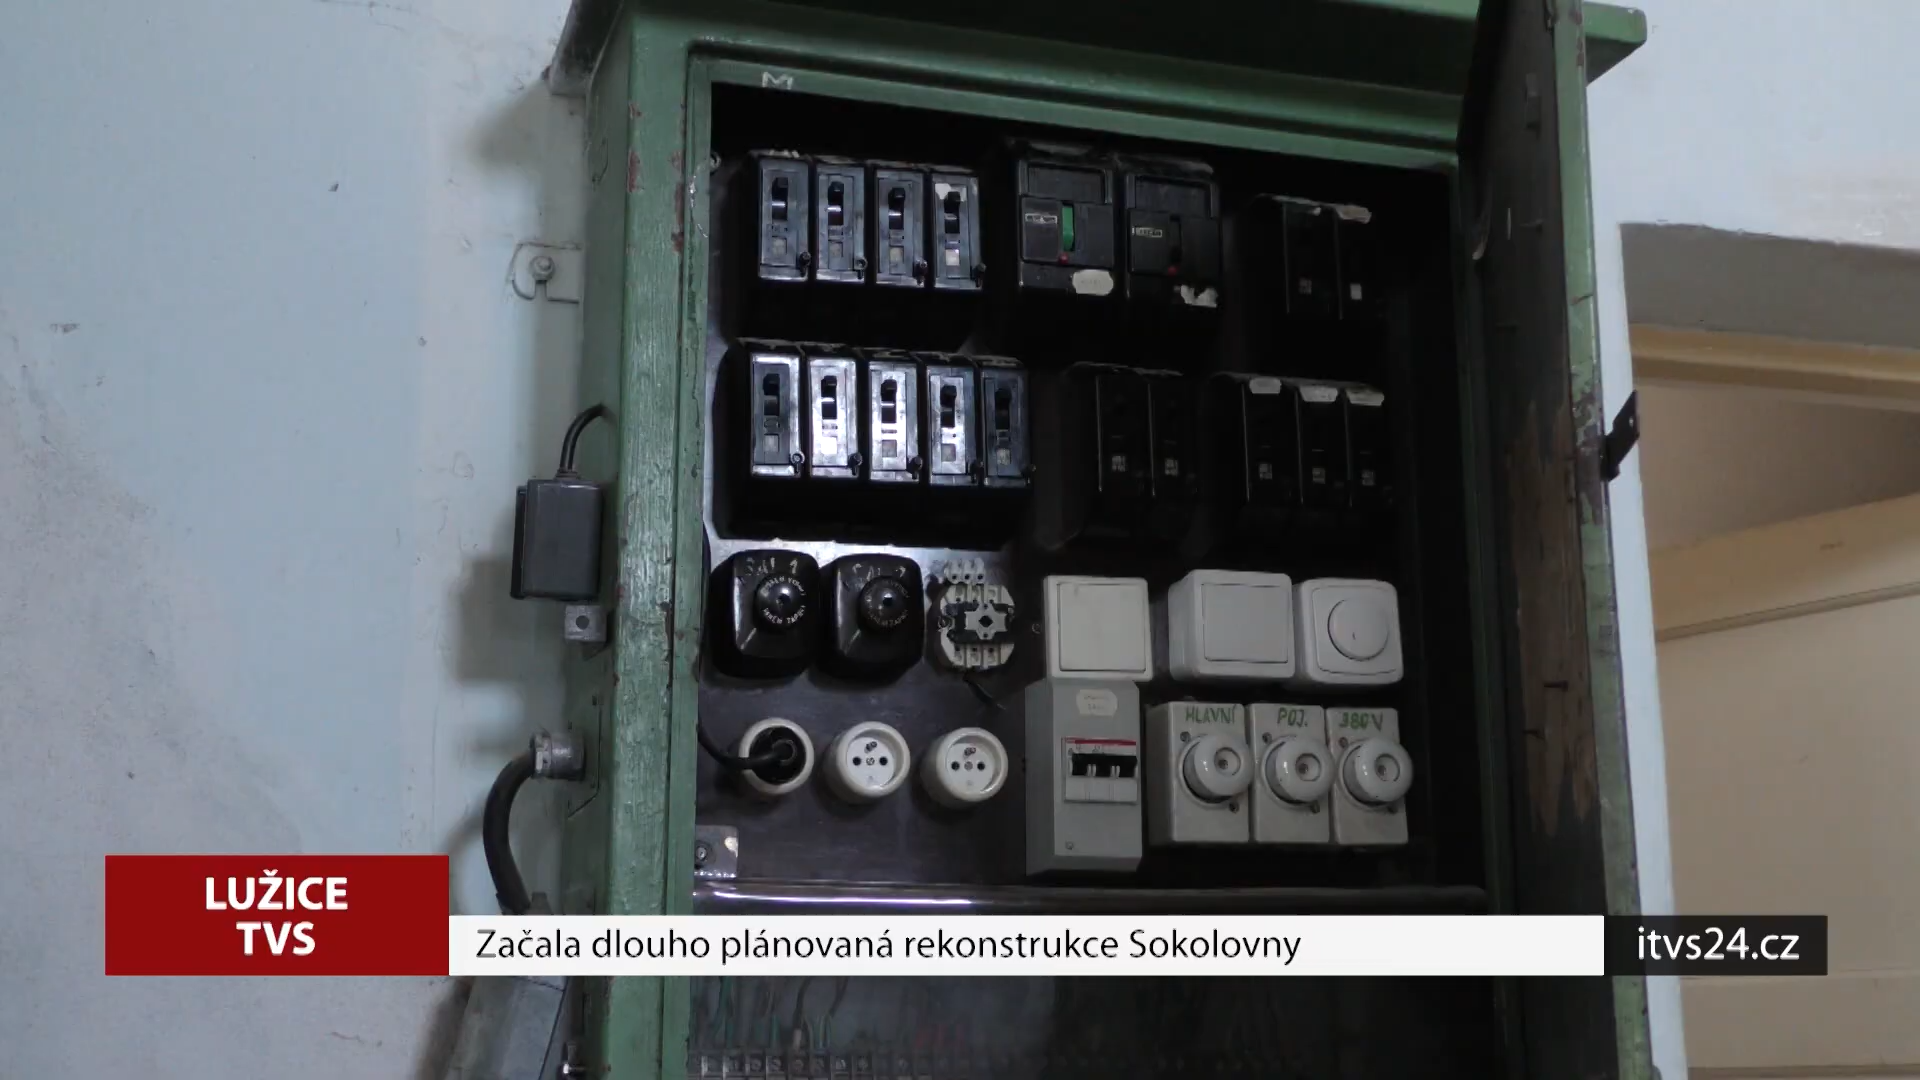 M
HLAVNÍ
POJ.
380V
LUŽICE
TVS
Začala dlouho plánovaná rekonstrukce Sokolovny
itvs24.cz